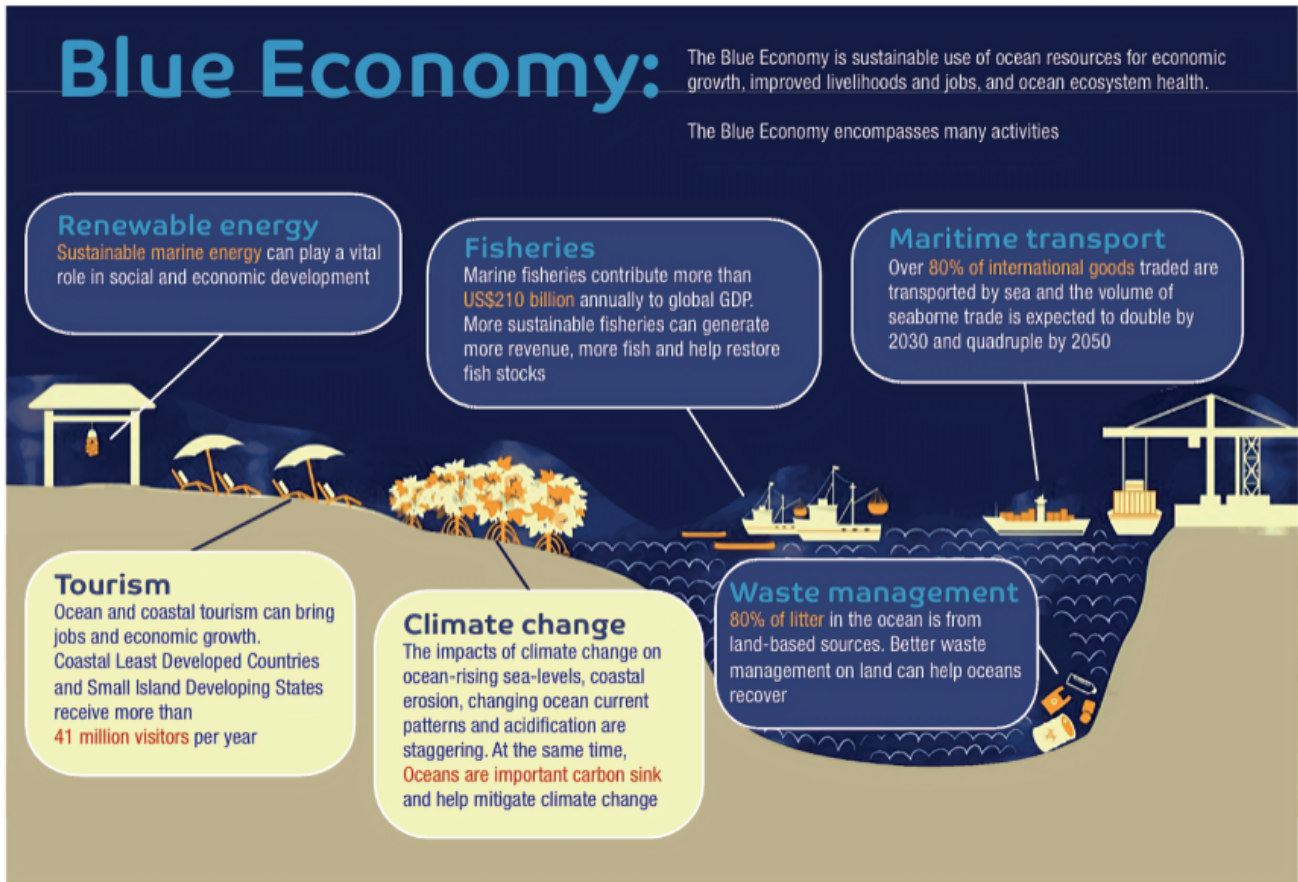 Blue Economy:
The Blue Economy is sustainable use of ocean resources for economic
growth, improved livelihoods and jobs, and ocean ecosystem health.
The Blue Economy encompasses many activities
Renewable energy
Sustainable marine energy can play a vital
role in social and economic development
Fisheries
Marine fisheries contribute more than
US$210 billion annually to global GDP.
More sustainable fisheries can generate
more revenue, more fish and help restore
fish stocks
Maritime transport
Over 80% of international goods traded are
transported by sea and the volume of
seaborne trade is expected to double by
2030 and quadruple by 2050
Tourism
Ocean and coastal tourism can bring
jobs and economic growth.
Coastal Least Developed Countries
and Small Island Developing States
receive more than
41 million visitors per year
Climate change
The impacts of climate change on
ocean-rising sea-levels, coastal
erosion, changing ocean current
patterns and acidification are
staggering. At the same time,
Oceans are important carbon sink
and help mitigate climate change
Waste management
80% of litter in the ocean is from
land-based sources. Better waste
management on land can help oceans
recover